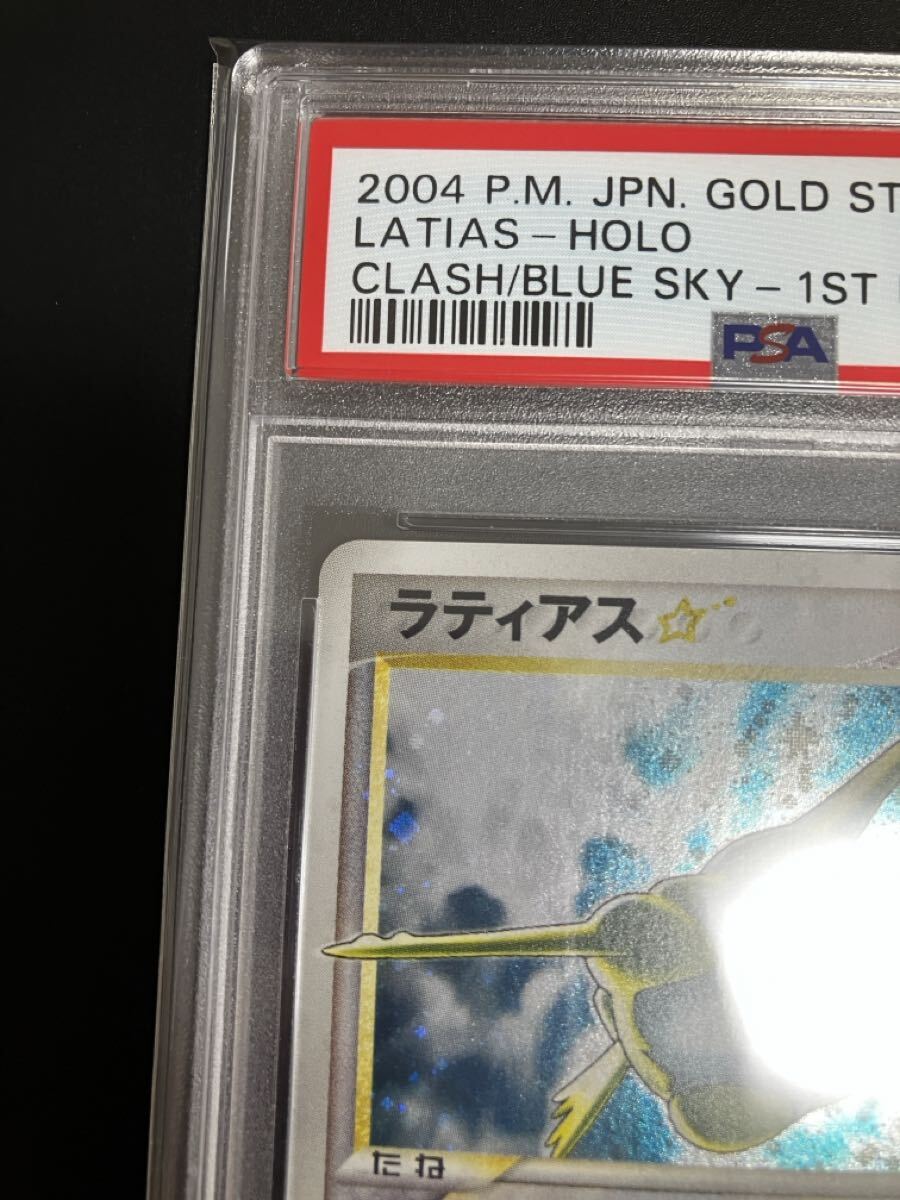 2004 P.M. JPN. GOLD ST
LATIAS – HOLO
CLASH/BLUE SKY – 1ST
PSA
ラティアス☆
たね